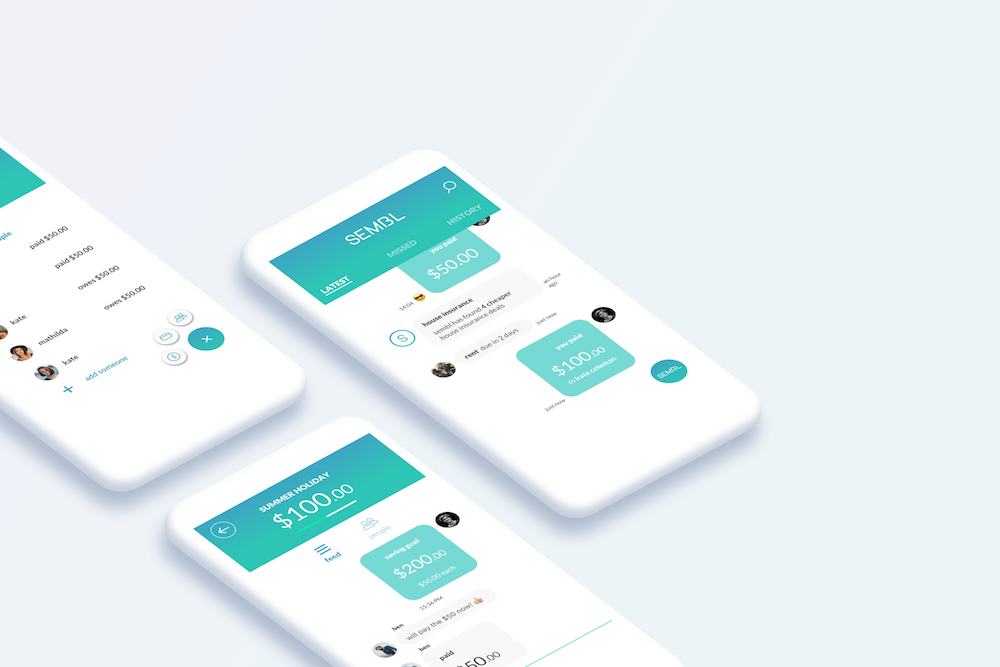 paid $50.00
paid $50.00
owes $50.00
owes $50.00
kate
mathilda
kate
add someone
SEMBL
LATEST
MISSED
HISTORY
you paid
$50.00
14:04
house insurance
sembl has found 4 cheaper
house insurance deals
an hour
ago
rent due in 2 days
just now
you paid
$100.00
to kate coleman
just now
SEMBL
SUMMER HOLIDAY
$100.00
feed
people
saving goal
$200.00
$50.00 each
15:36 PM
ben
will pay the $50 now!
ben
paid
$50.00